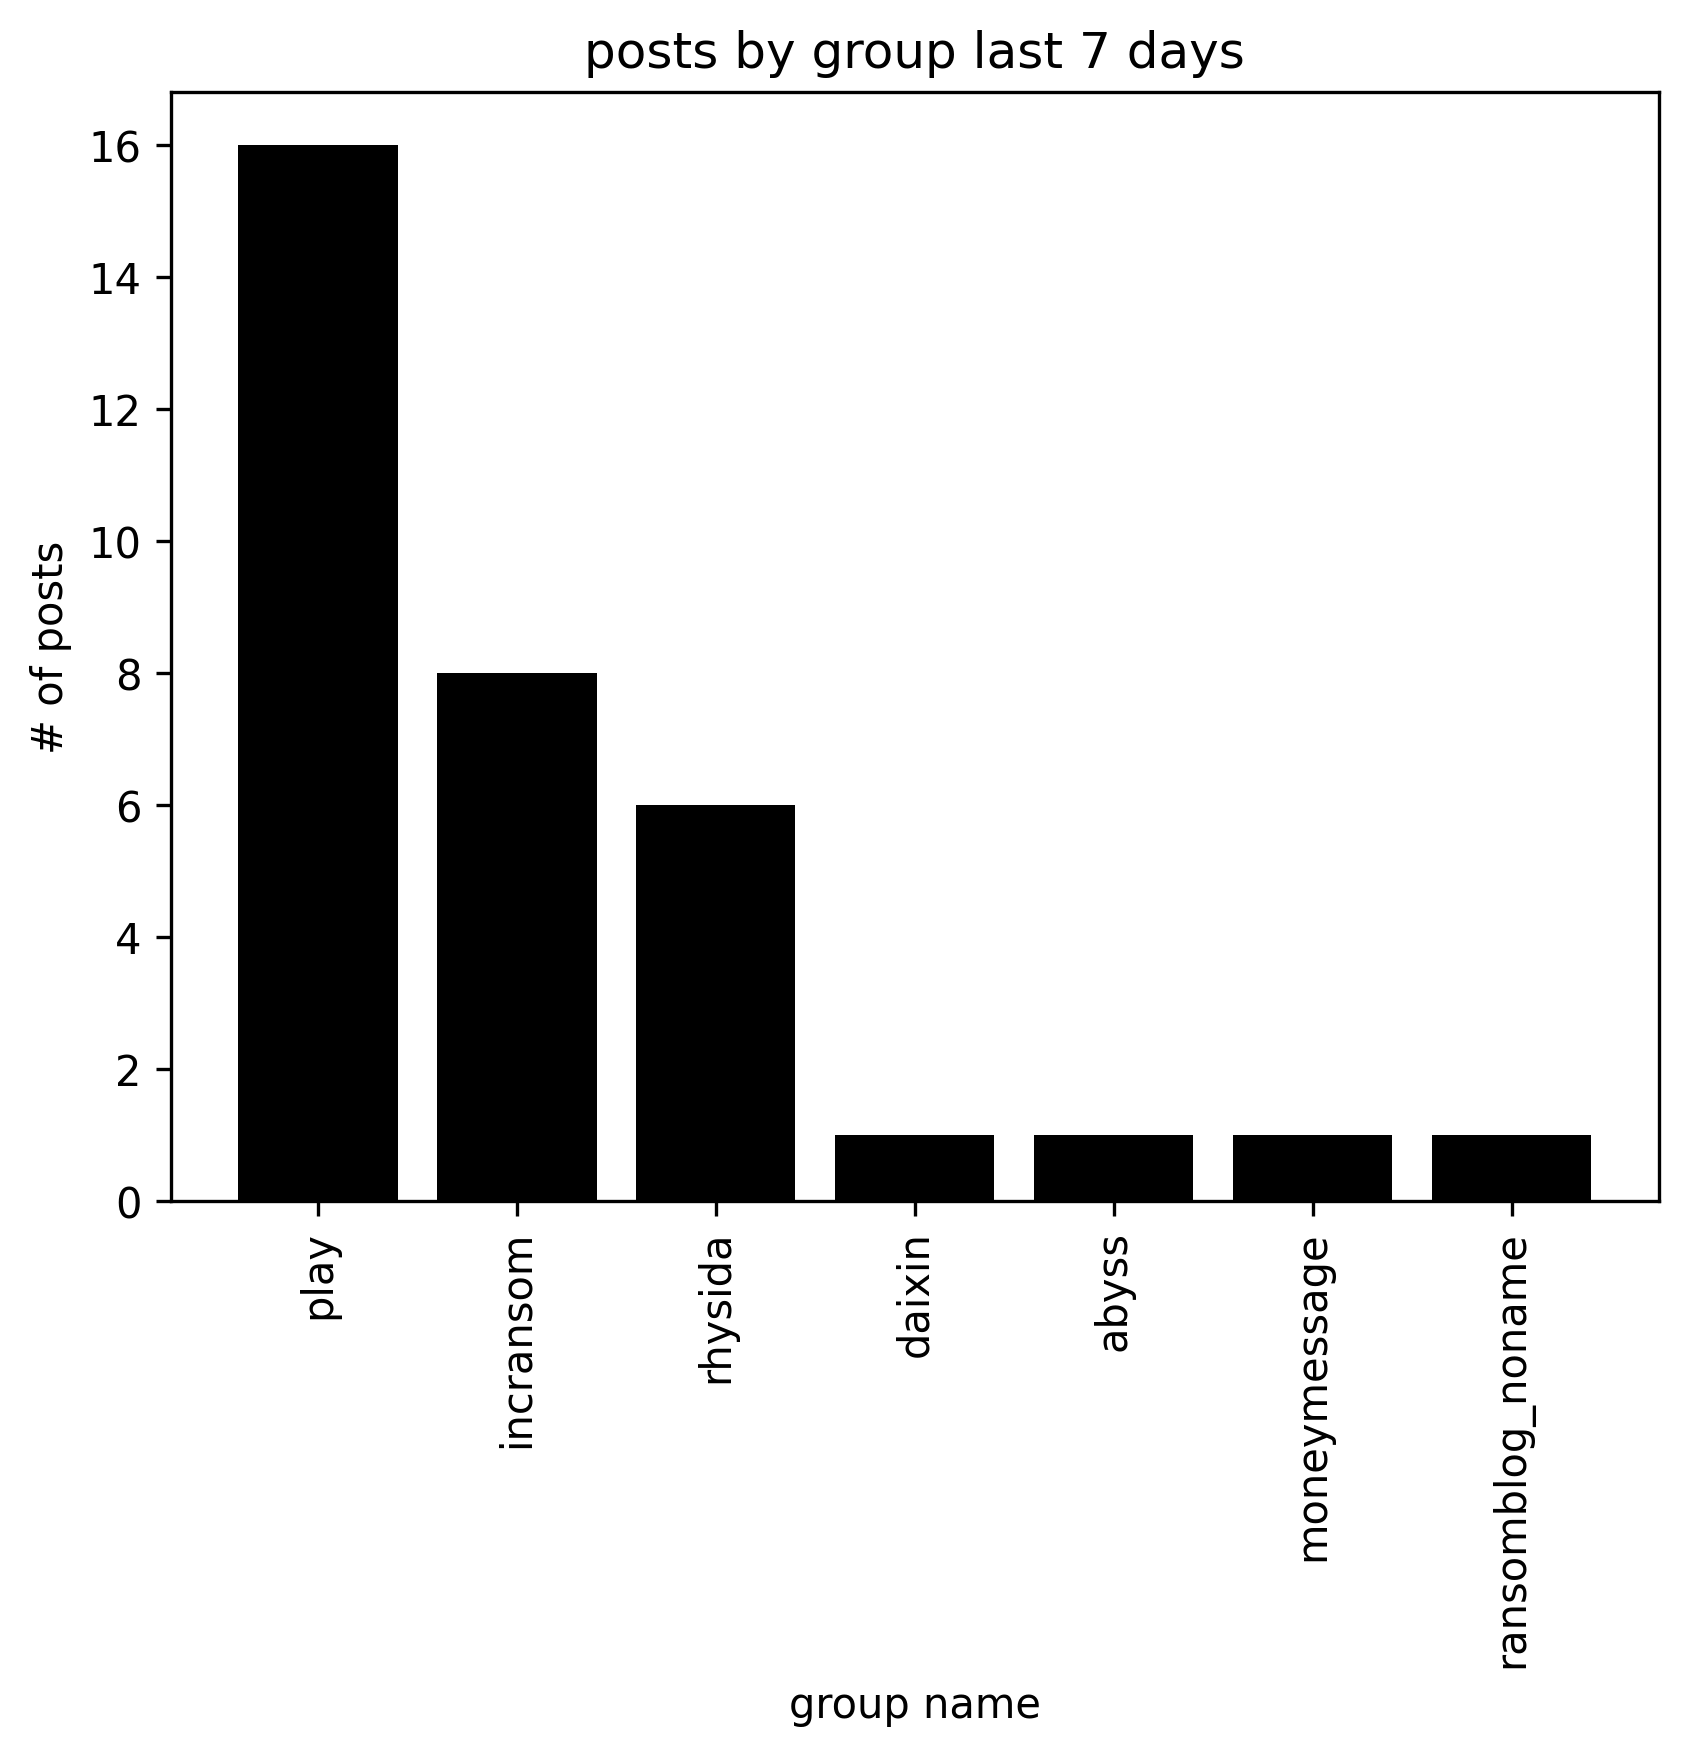 posts by group last 7 days
# of posts
16
14
12
10
8
6
4
2
0
play
incransom
rhysida
daixin
abyss
moneymessage
ransomblog_noname
group name